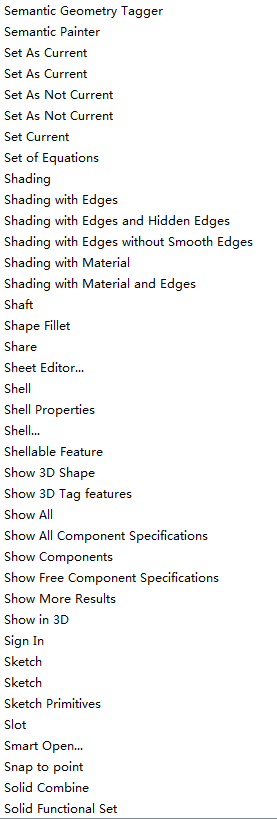 Semantic Geometry Tagger
Semantic Painter
Set As Current
Set As Current
Set As Not Current
Set As Not Current
Set Current
Set of Equations
Shading
Shading with Edges
Shading with Edges and Hidden Edges
Shading with Edges without Smooth Edges
Shading with Material
Shading with Material and Edges
Shaft
Shape Fillet
Share
Sheet Editor...
Shell
Shell Properties
Shell...
Shellable Feature
Show 3D Shape
Show 3D Tag features
Show All
Show All Component Specifications
Show Components
Show Free Component Specifications
Show More Results
Show in 3D
Sign In
Sketch
Sketch
Sketch Primitives
Slot
Smart Open...
Snap to point
Solid Combine
Solid Functional Set